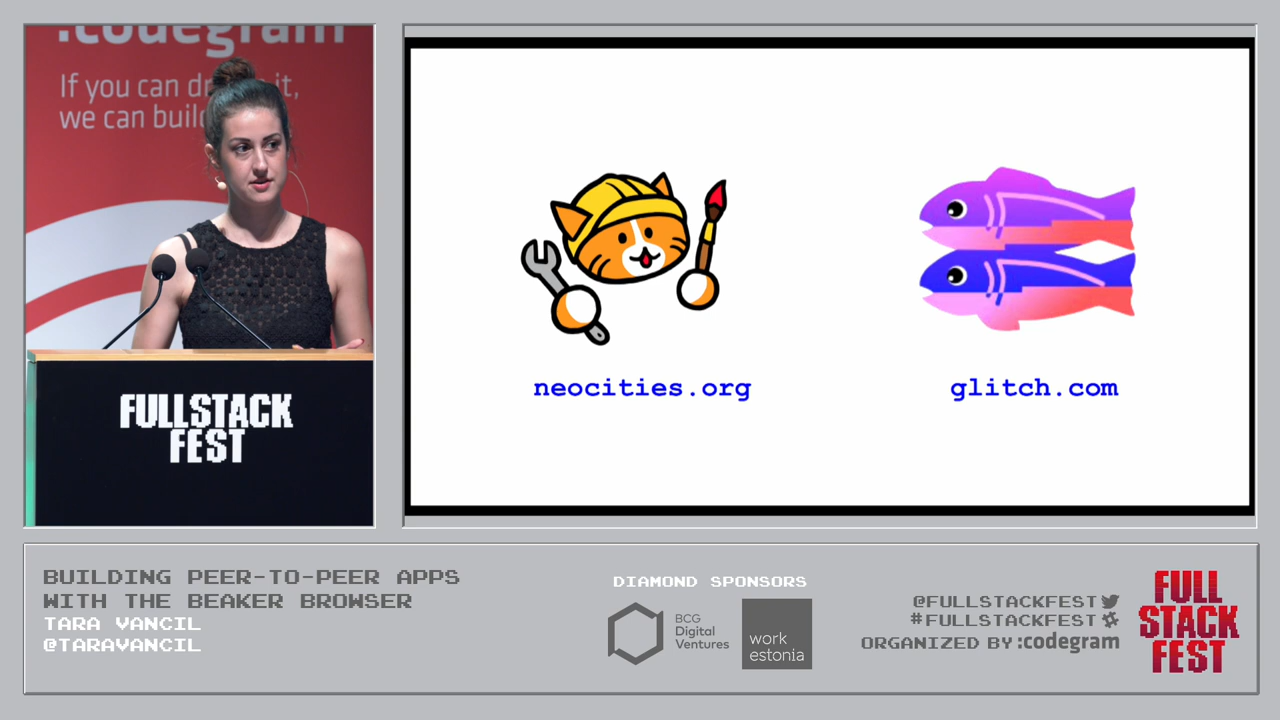 :codegram
If you can dr
it,
we can build
FULLSTACK
FEST
neocities.org
glitch.com
BUILDING PEER-TO-PEER APPS
WITH THE BEAKER BROWSER
TARA VANCIL
@TARAVANCIL
DIAMOND SPONSORS
BCG
Digital
Ventures
work
estonia
@FULLSTACKFEST
#FULLSTACKFEST
ORGANIZED BY :codegram
FULL
STACK
FEST